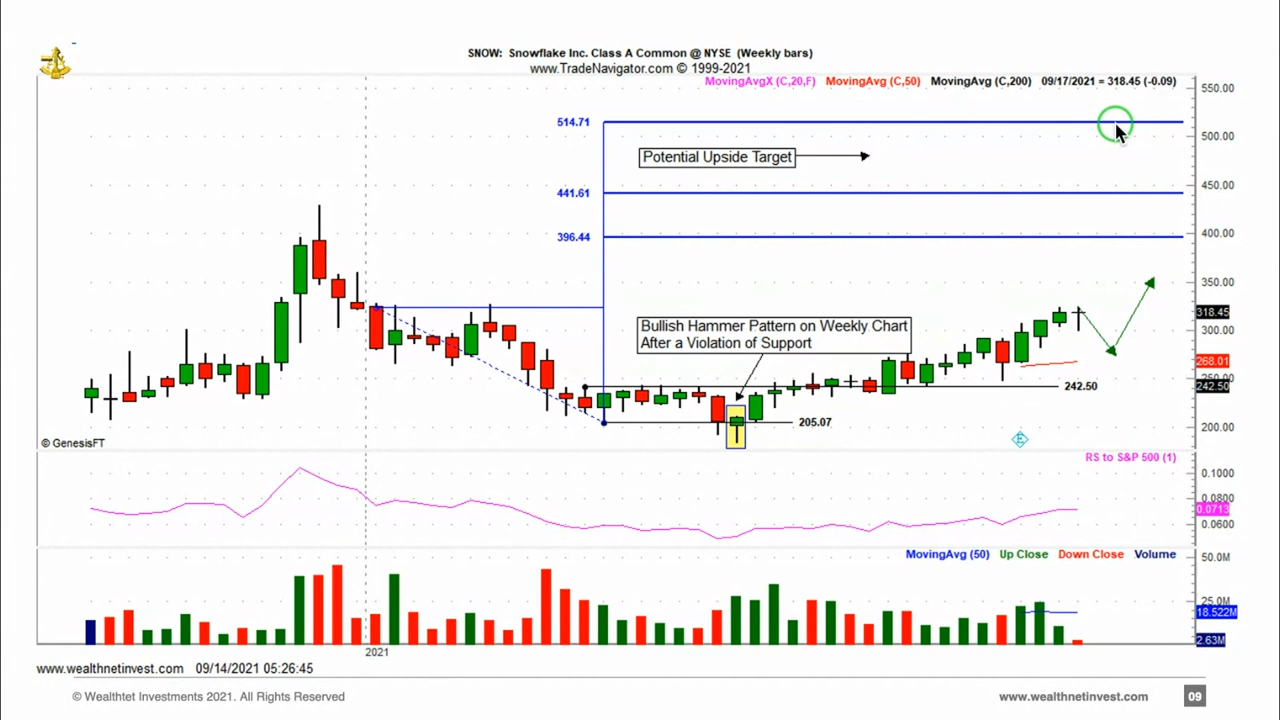 SNOW: Snowflake Inc. Class A Common @ NYSE (Weekly bars)
www.TradeNavigator.com © 1999-2021
MovingAvgX (C,20,F) MovingAvg (C,50) MovingAvg (C,200) 09/17/2021 = 318.45 (-0.09)
550.00
514.71
500.00
Potential Upside Target
450.00
441.61
400.00
396.44
350.00
318.45
300.00
Bullish Hammer Pattern on Weekly Chart
After a Violation of Support
268.01
250.00
242.50
242.50
205.07
200.00
© GenesisFT
E
RS to S&P 500 (1)
0.1000
0.0800
0.0713
0.0600
MovingAvg (50) Up Close Down Close Volume
50.0M
25.0M
18.522M
2.63M
2021
www.wealthnetinvest.com 09/14/2021 05:26:45
© Wealthtet Investments 2021. All Rights Reserved
www.wealthnetinvest.com 09